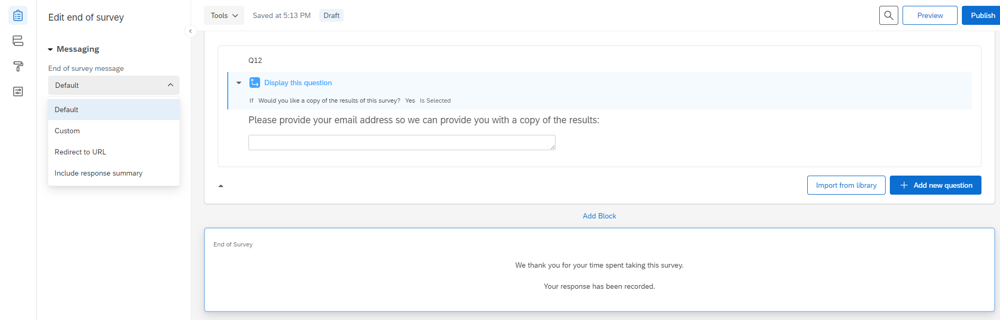 Edit end of survey
Messaging
End of survey message
Default
Default
Custom
Redirect to URL
Include response summary
Tools
Saved at 5:13 PM
Draft
Preview
Publish
Q12
Display this question
If Would you like a copy of the results of this survey? Yes Is Selected
Please provide your email address so we can provide you with a copy of the results:
Import from library
Add new question
Add Block
End of Survey
We thank you for your time spent taking this survey.
Your response has been recorded.